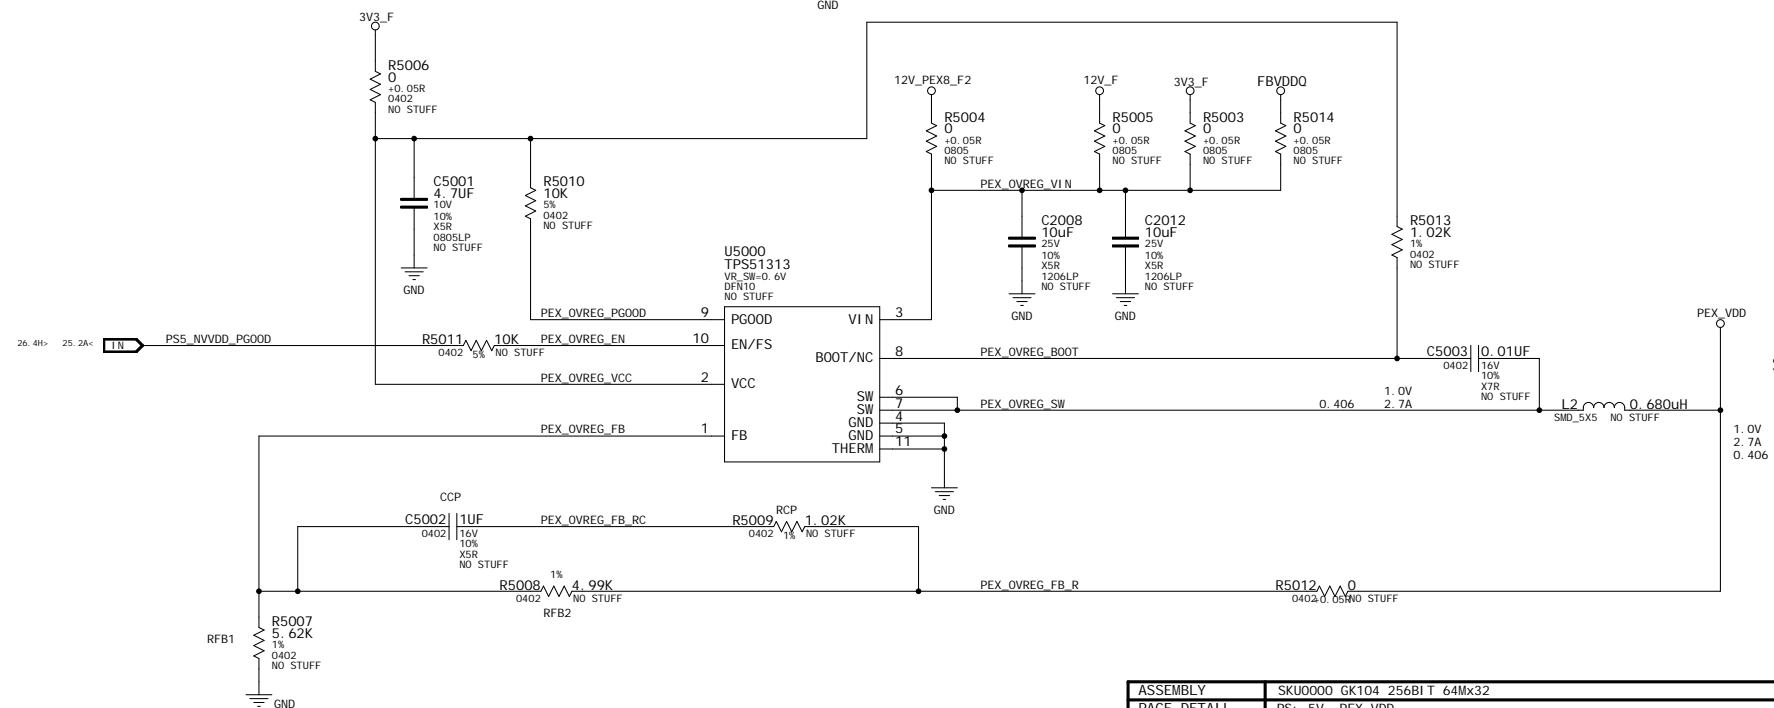 GND
3V3_F
R5006
0
+0.05R
0402
NO STUFF
12V_PEX8_F2
12V_F
3V3_F
FBVDDQ
R5004
0
+0.05R
0805
NO STUFF
R5005
0
+0.05R
0805
NO STUFF
R5003
0
+0.05R
0805
NO STUFF
R5014
0
+0.05R
0805
NO STUFF
C5001
4.7UF
10V
10%
X5R
0805LP
NO STUFF
GND
R5010
10K
5%
0402
NO STUFF
PEX_OVREG_VIN
C2008
10uF
25V
10%
X5R
1206LP
NO STUFF
GND
C2012
10uF
25V
10%
X5R
1206LP
NO STUFF
GND
R5013
1.02K
1%
0402
NO STUFF
U5000
TPS51313
VR_SW=0.6V
DFN10
NO STUFF
PEX_OVREG_PGOOD 9 PGOOD
VIN 3
26.4H> 25.2A< IN PS5_NVVDD_PGOOD
R5011 10K
0402 5% NO STUFF
PEX_OVREG_EN 10 EN/FS
BOOT/NC 8 PEX_OVREG_BOOT
PEX_OVREG_VCC 2 VCC
C5003 0.01UF
0402 16V
10%
X7R
NO STUFF
PEX_VDD
SW 6
SW 7 PEX_OVREG_SW
1.0V
0.406 2.7A
L2 0.680uH
SMD_5X5 NO STUFF
GND 4
GND 5
THERM 11
GND
PEX_OVREG_FB 1 FB
1.0V
2.7A
0.406
CCP
C5002 1UF
0402 16V
10%
X5R
NO STUFF
PEX_OVREG_FB_RC
RCP
R5009 1.02K
0402 1% NO STUFF
1%
R5008 4.99K
0402 NO STUFF
RFB2
PEX_OVREG_FB_R
R5012 0
0402 +0.05R NO STUFF
RFB1
R5007
5.62K
1%
0402
NO STUFF
GND
ASSEMBLY SKU0000 GK104 256BIT 64Mx32
PAGE DETAIL PS: 5V, PEX_VDD